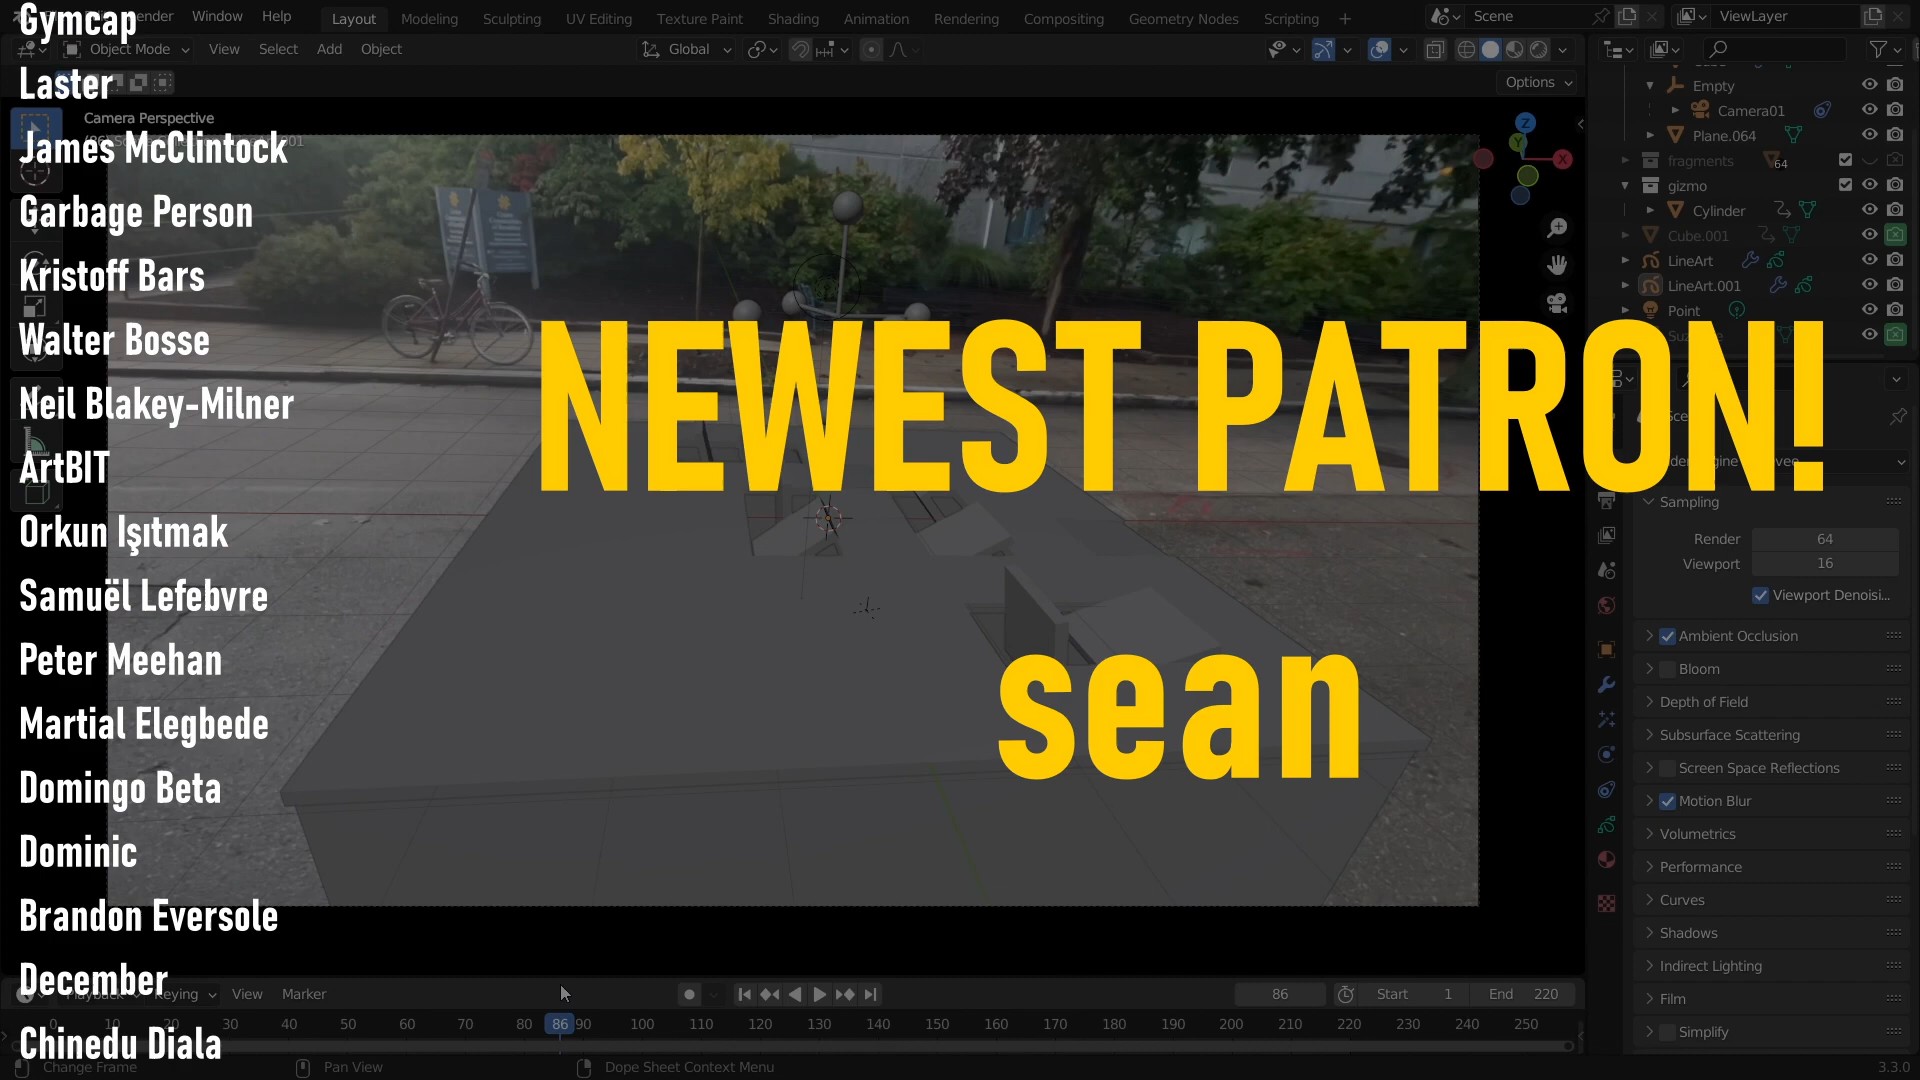 Gymcap
Laster
James McClintock
Garbage Person
Kristoff Bars
Walter Bosse
Neil Blakey-Milner
ArtBIT
Orkun Işıtmak
Samuël Lefebvre
Peter Meehan
Martial Elegbede
Domingo Beta
Dominic
Brandon Eversole
December
Chinedu Diala
NEWEST PATRON!
sean
Window Help
Layout Modeling Sculpting UV Editing Texture Paint Shading Animation Rendering Compositing Geometry Nodes Scripting +
Scene
ViewLayer
Object Mode View Select Add Object
Global
Options
Camera Perspective
Empty
Camera01
Plane.064
fragments 64
gizmo
Cylinder
Cube.001
LineArt
LineArt.001
Point
Sampling
Render 64
Viewport 16
Viewport Denoisi...
Ambient Occlusion
Bloom
Depth of Field
Subsurface Scattering
Screen Space Reflections
Motion Blur
Volumetrics
Performance
Curves
Shadows
Indirect Lighting
Film
Simplify
Playback Keying View Marker
86 Start 1 End 220
0 10 20 30 40 50 60 70 80 86 90 100 110 120 130 140 150 160 170 180 190 200 210 220 230 240 250
Change Frame Pan View Dope Sheet Context Menu 3.3.0
X
Y
Z